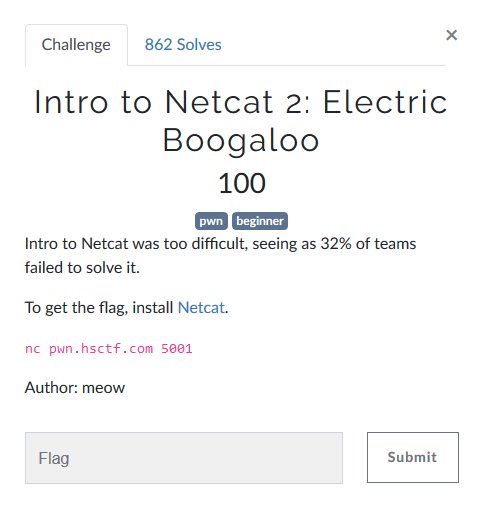 Challenge
862 Solves
×
Intro to Netcat 2: Electric
Boogaloo
100
pwn beginner
Intro to Netcat was too difficult, seeing as 32% of teams
failed to solve it.
To get the flag, install Netcat.
nc pwn.hsctf.com 5001
Author: meow
Flag
Submit